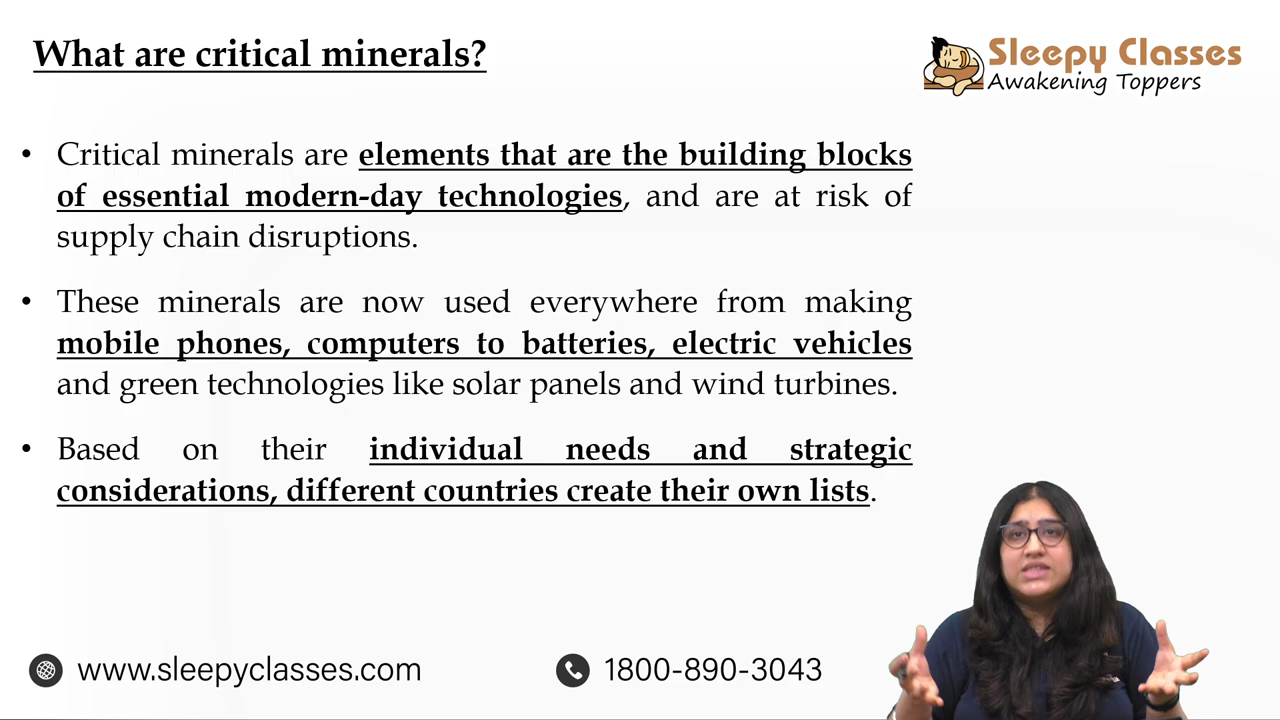 What are critical minerals?
Sleepy Classes
Awakening Toppers
• Critical minerals are elements that are the building blocks
of essential modern-day technologies, and are at risk of
supply chain disruptions.
• These minerals are now used everywhere from making
mobile phones, computers to batteries, electric vehicles
and green technologies like solar panels and wind turbines.
• Based on their individual needs and strategic
considerations, different countries create their own lists.
www.sleepyclasses.com
1800-890-3043